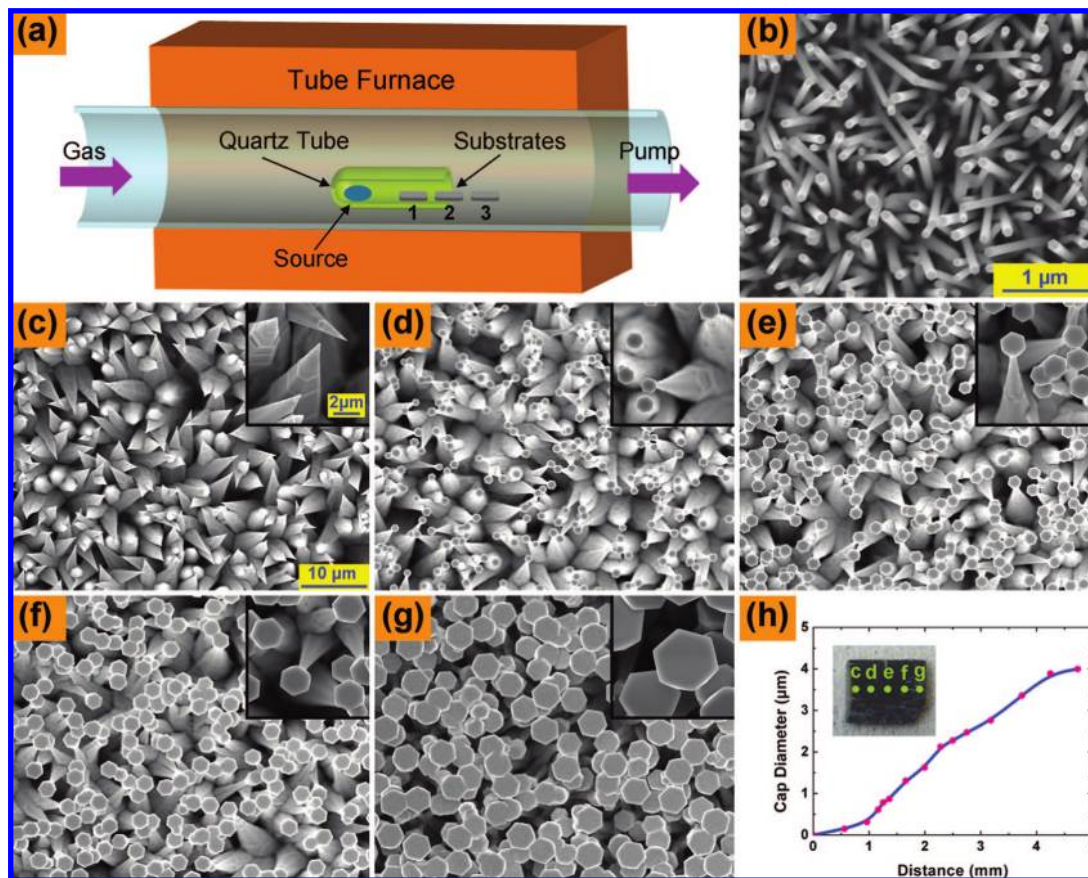 (a)
Tube Furnace
Gas
Quartz Tube
Substrates
Pump
1 2 3
Source
(b)
1 μm
(c)
2μm
10 μm
(d)
(e)
(f)
(g)
(h)
5
4
3
2
1
0
c d e f g
0 1 2 3 4
Cap Diameter (μm)
Distance (mm)